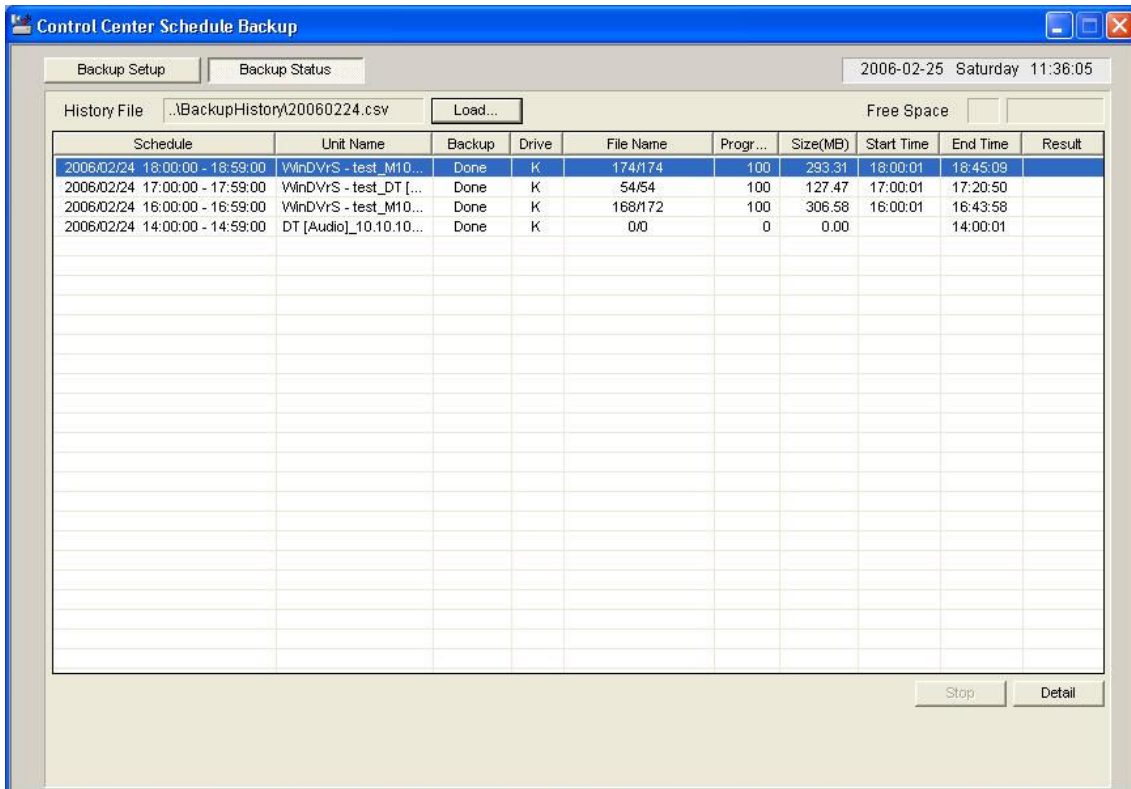 Control Center Schedule Backup
Backup Setup Backup Status 2006-02-25 Saturday 11:36:05
History File ..\BackupHistory\20060224.csv Load... Free Space
Schedule Unit Name Backup Drive File Name Progr... Size(MB) Start Time End Time Result
2006/02/24 18:00:00 - 18:59:00 WinDVrS - test_M10... Done K 174/174 100 293.31 18:00:01 18:45:09
2006/02/24 17:00:00 - 17:59:00 WinDVrS - test_DT [... Done K 54/54 100 127.47 17:00:01 17:20:50
2006/02/24 16:00:00 - 16:59:00 WinDVrS - test_M10... Done K 168/172 100 306.58 16:00:01 16:43:58
2006/02/24 14:00:00 - 14:59:00 DT [Audio]_10.10.10... Done K 0/0 0 0.00 14:00:01
Stop Detail